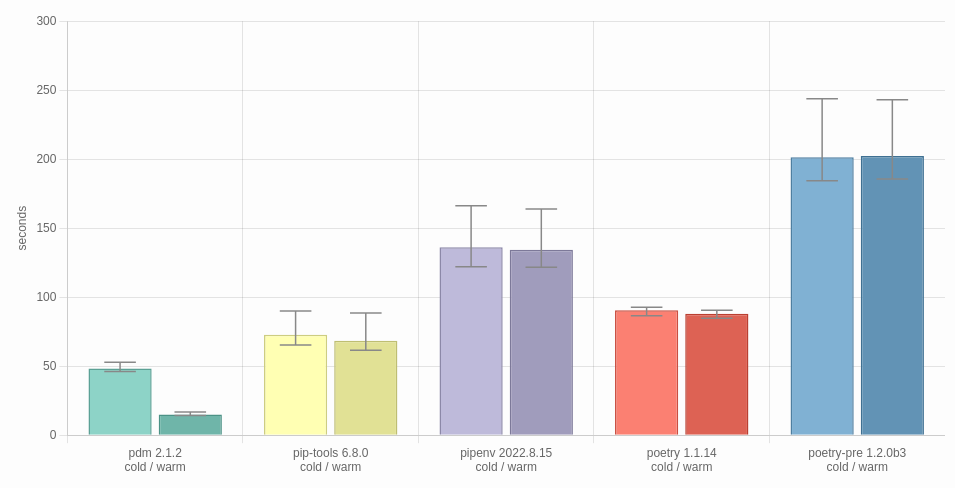 300
250
200
150
100
50
0
seconds
pdm 2.1.2
cold / warm
pip-tools 6.8.0
cold / warm
pipenv 2022.8.15
cold / warm
poetry 1.1.14
cold / warm
poetry-pre 1.2.0b3
cold / warm